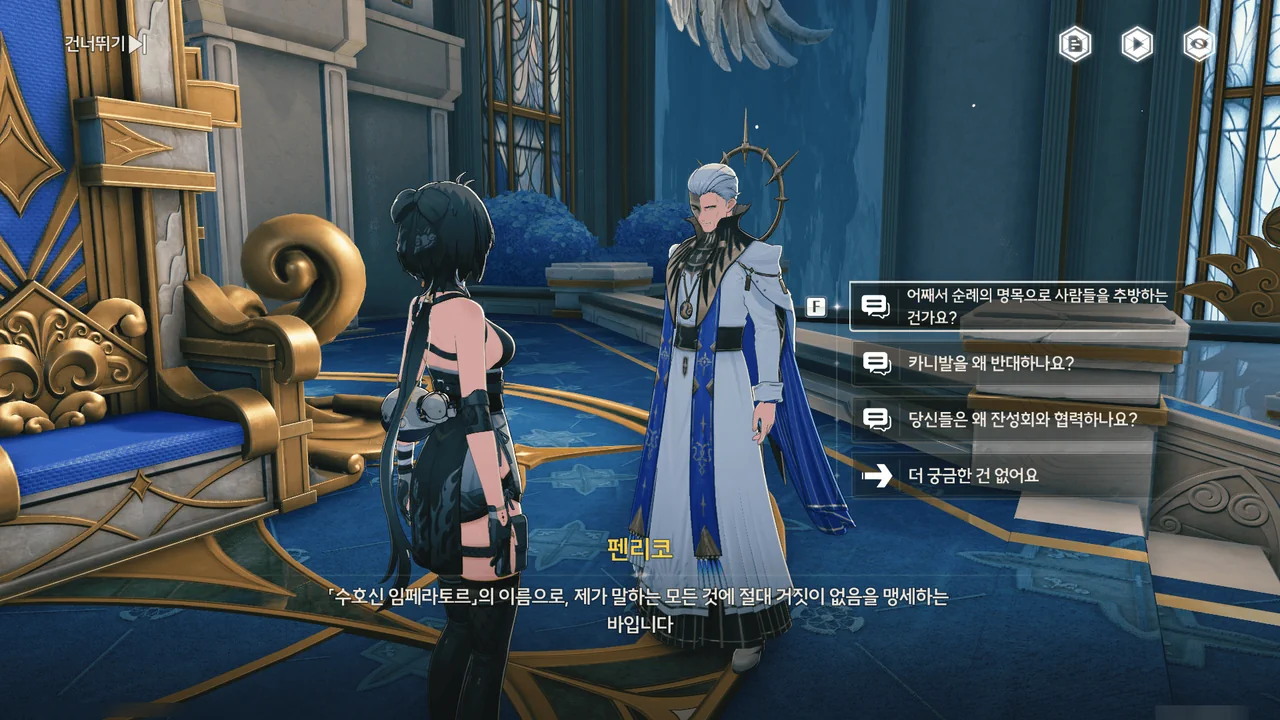 건너뛰기
F
어째서 순례의 명목으로 사람들을 추방하는
건가요?
카니발을 왜 반대하나요?
당신들은 왜 잔성회와 협력하나요?
더 궁금한 건 없어요
펜리코
「수호신 임페라토르」의 이름으로, 제가 말하는 모든 것에 절대 거짓이 없음을 맹세하는
바입니다